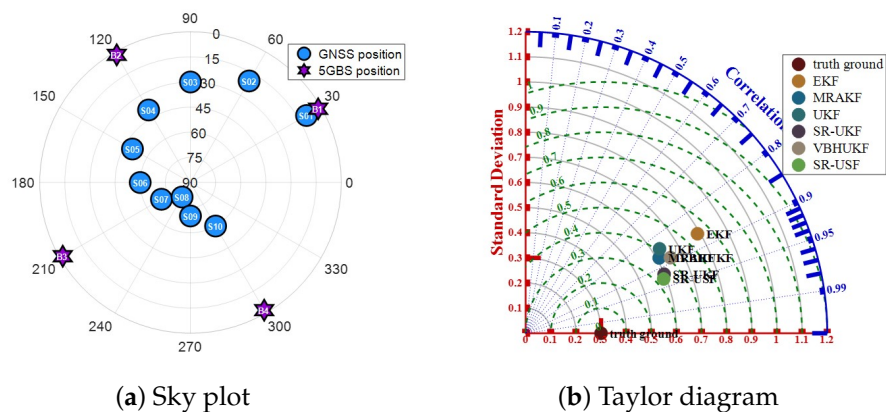 90
120
60
150
30
180
0
210
330
240
300
270
0
15
30
45
60
75
90
B2
B1
B3
B4
S01
S02
S03
S04
S05
S06
S07
S08
S09
S10
GNSS position
5GBS position
(a) Sky plot
Standard Deviation
1.2
1.1
1.0
0.9
0.8
0.7
0.6
0.5
0.4
0.3
0.2
0.1
0 0.1 0.2 0.3 0.4 0.5 0.6 0.7 0.8 0.9 1.0 1.1 1.2
0.1 0.2 0.3 0.4 0.5 0.6 0.7 0.8 0.9 0.95 0.99
1
0.9
0.8
0.7
0.6
0.5
0.4
0.3
0.2
0.1
0
EKF
UKF
SR-USF
truth ground
truth ground
EKF
MRAKF
UKF
SR-UKF
VBHUKF
SR-USF
(b) Taylor diagram